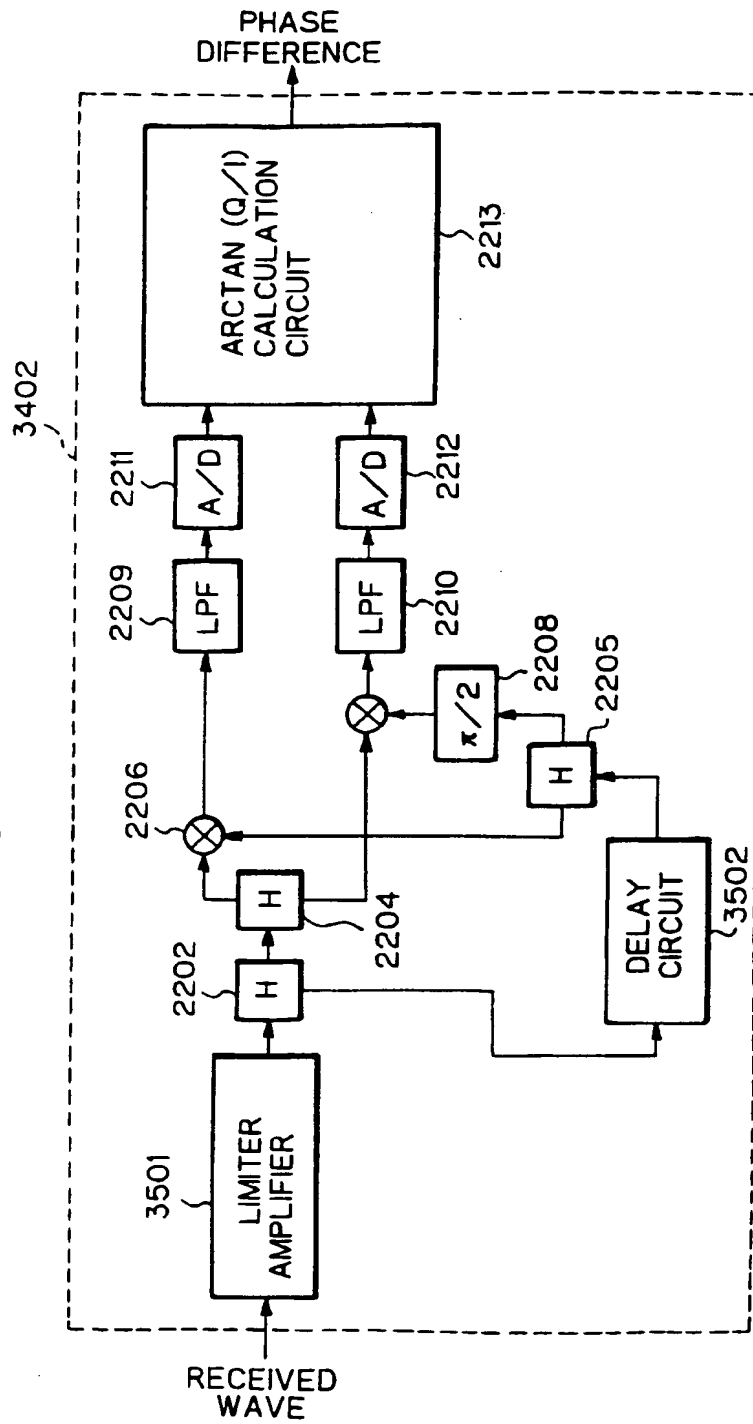 3402
RECEIVED
WAVE
3501
LIMITER
AMPLIFIER
2202
H
H
2204
2206
2209
LPF
2211
A/D
LPF
2210
A/D
2212
π/2
2208
H
2205
DELAY
CIRCUIT
3502
ARCTAN (Q/I)
CALCULATION
CIRCUIT
2213
PHASE
DIFFERENCE